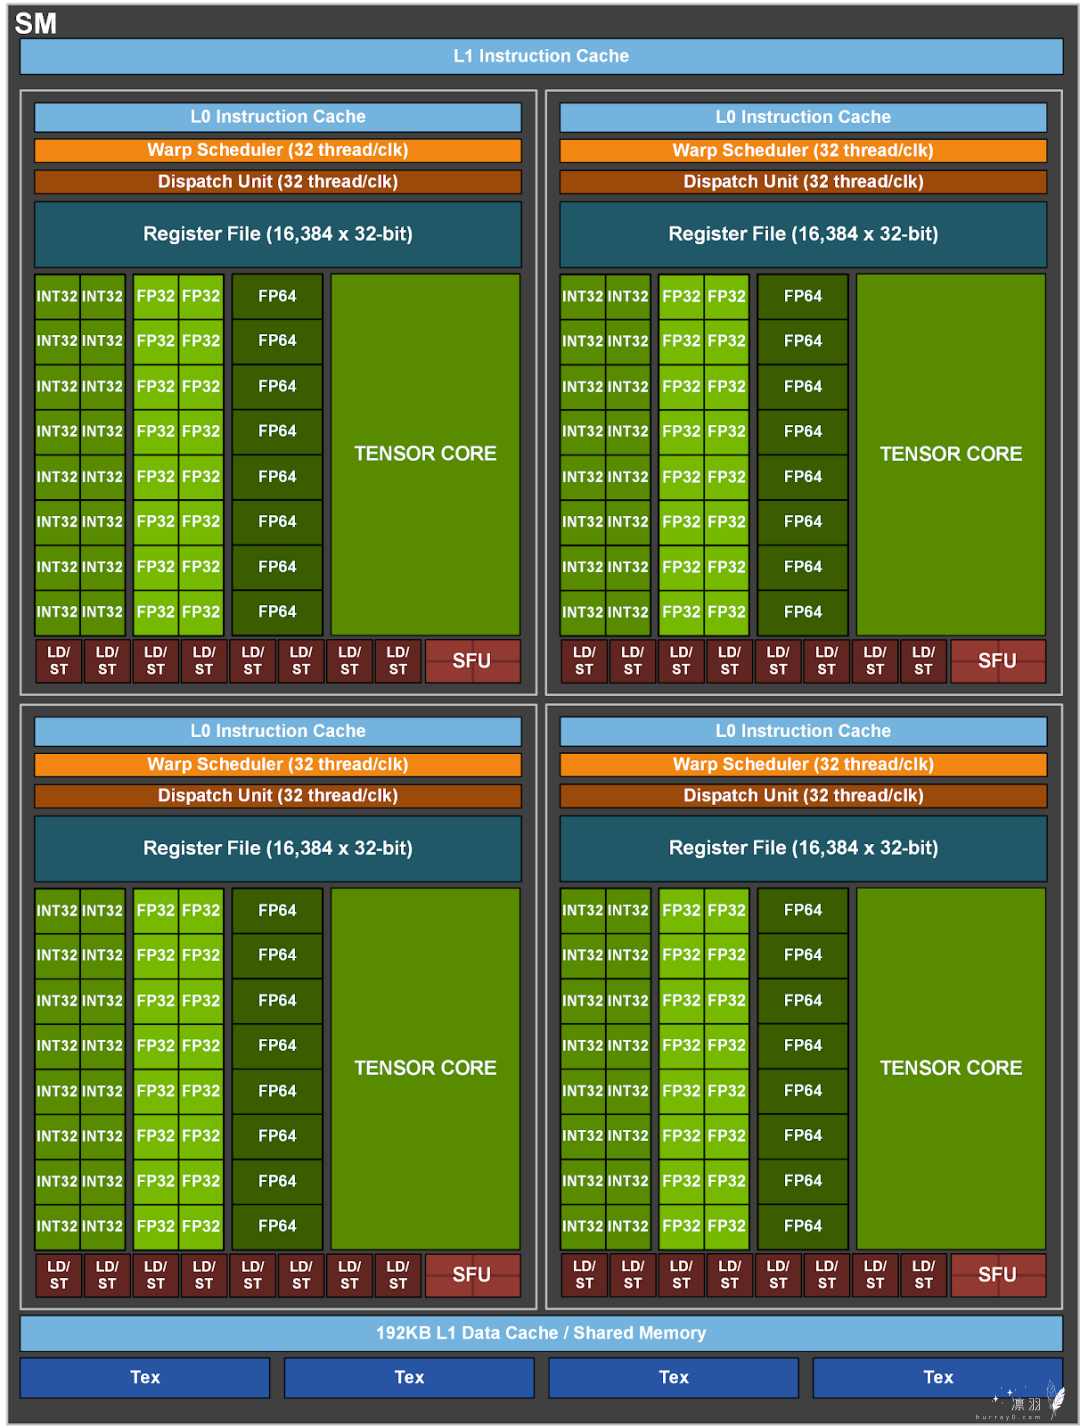 SM
L1 Instruction Cache
L0 Instruction Cache
Warp Scheduler (32 thread/clk)
Dispatch Unit (32 thread/clk)
Register File (16,384 x 32-bit)
INT32 INT32 FP32 FP32 FP64
INT32 INT32 FP32 FP32 FP64
INT32 INT32 FP32 FP32 FP64
INT32 INT32 FP32 FP32 FP64
TENSOR CORE
INT32 INT32 FP32 FP32 FP64
INT32 INT32 FP32 FP32 FP64
INT32 INT32 FP32 FP32 FP64
INT32 INT32 FP32 FP32 FP64
LD/ LD/ LD/ LD/ LD/ LD/ LD/ LD/
ST ST ST ST ST ST ST ST
SFU
L0 Instruction Cache
Warp Scheduler (32 thread/clk)
Dispatch Unit (32 thread/clk)
Register File (16,384 x 32-bit)
INT32 INT32 FP32 FP32 FP64
INT32 INT32 FP32 FP32 FP64
INT32 INT32 FP32 FP32 FP64
INT32 INT32 FP32 FP32 FP64
TENSOR CORE
INT32 INT32 FP32 FP32 FP64
INT32 INT32 FP32 FP32 FP64
INT32 INT32 FP32 FP32 FP64
INT32 INT32 FP32 FP32 FP64
LD/ LD/ LD/ LD/ LD/ LD/ LD/ LD/
ST ST ST ST ST ST ST ST
SFU
L0 Instruction Cache
Warp Scheduler (32 thread/clk)
Dispatch Unit (32 thread/clk)
Register File (16,384 x 32-bit)
INT32 INT32 FP32 FP32 FP64
INT32 INT32 FP32 FP32 FP64
INT32 INT32 FP32 FP32 FP64
INT32 INT32 FP32 FP32 FP64
TENSOR CORE
INT32 INT32 FP32 FP32 FP64
INT32 INT32 FP32 FP32 FP64
INT32 INT32 FP32 FP32 FP64
INT32 INT32 FP32 FP32 FP64
LD/ LD/ LD/ LD/ LD/ LD/ LD/ LD/
ST ST ST ST ST ST ST ST
SFU
L0 Instruction Cache
Warp Scheduler (32 thread/clk)
Dispatch Unit (32 thread/clk)
Register File (16,384 x 32-bit)
INT32 INT32 FP32 FP32 FP64
INT32 INT32 FP32 FP32 FP64
INT32 INT32 FP32 FP32 FP64
INT32 INT32 FP32 FP32 FP64
TENSOR CORE
INT32 INT32 FP32 FP32 FP64
INT32 INT32 FP32 FP32 FP64
INT32 INT32 FP32 FP32 FP64
INT32 INT32 FP32 FP32 FP64
LD/ LD/ LD/ LD/ LD/ LD/ LD/ LD/
ST ST ST ST ST ST ST ST
SFU
192KB L1 Data Cache / Shared Memory
Tex Tex Tex Tex
凛羽
hurray0.com